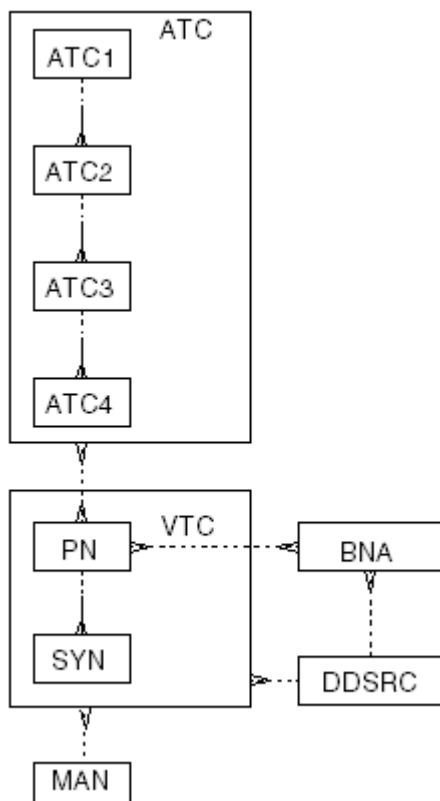 ATC
ATC1
ATC2
ATC3
ATC4
VTC
PN
BNA
SYN
DDSRC
MAN